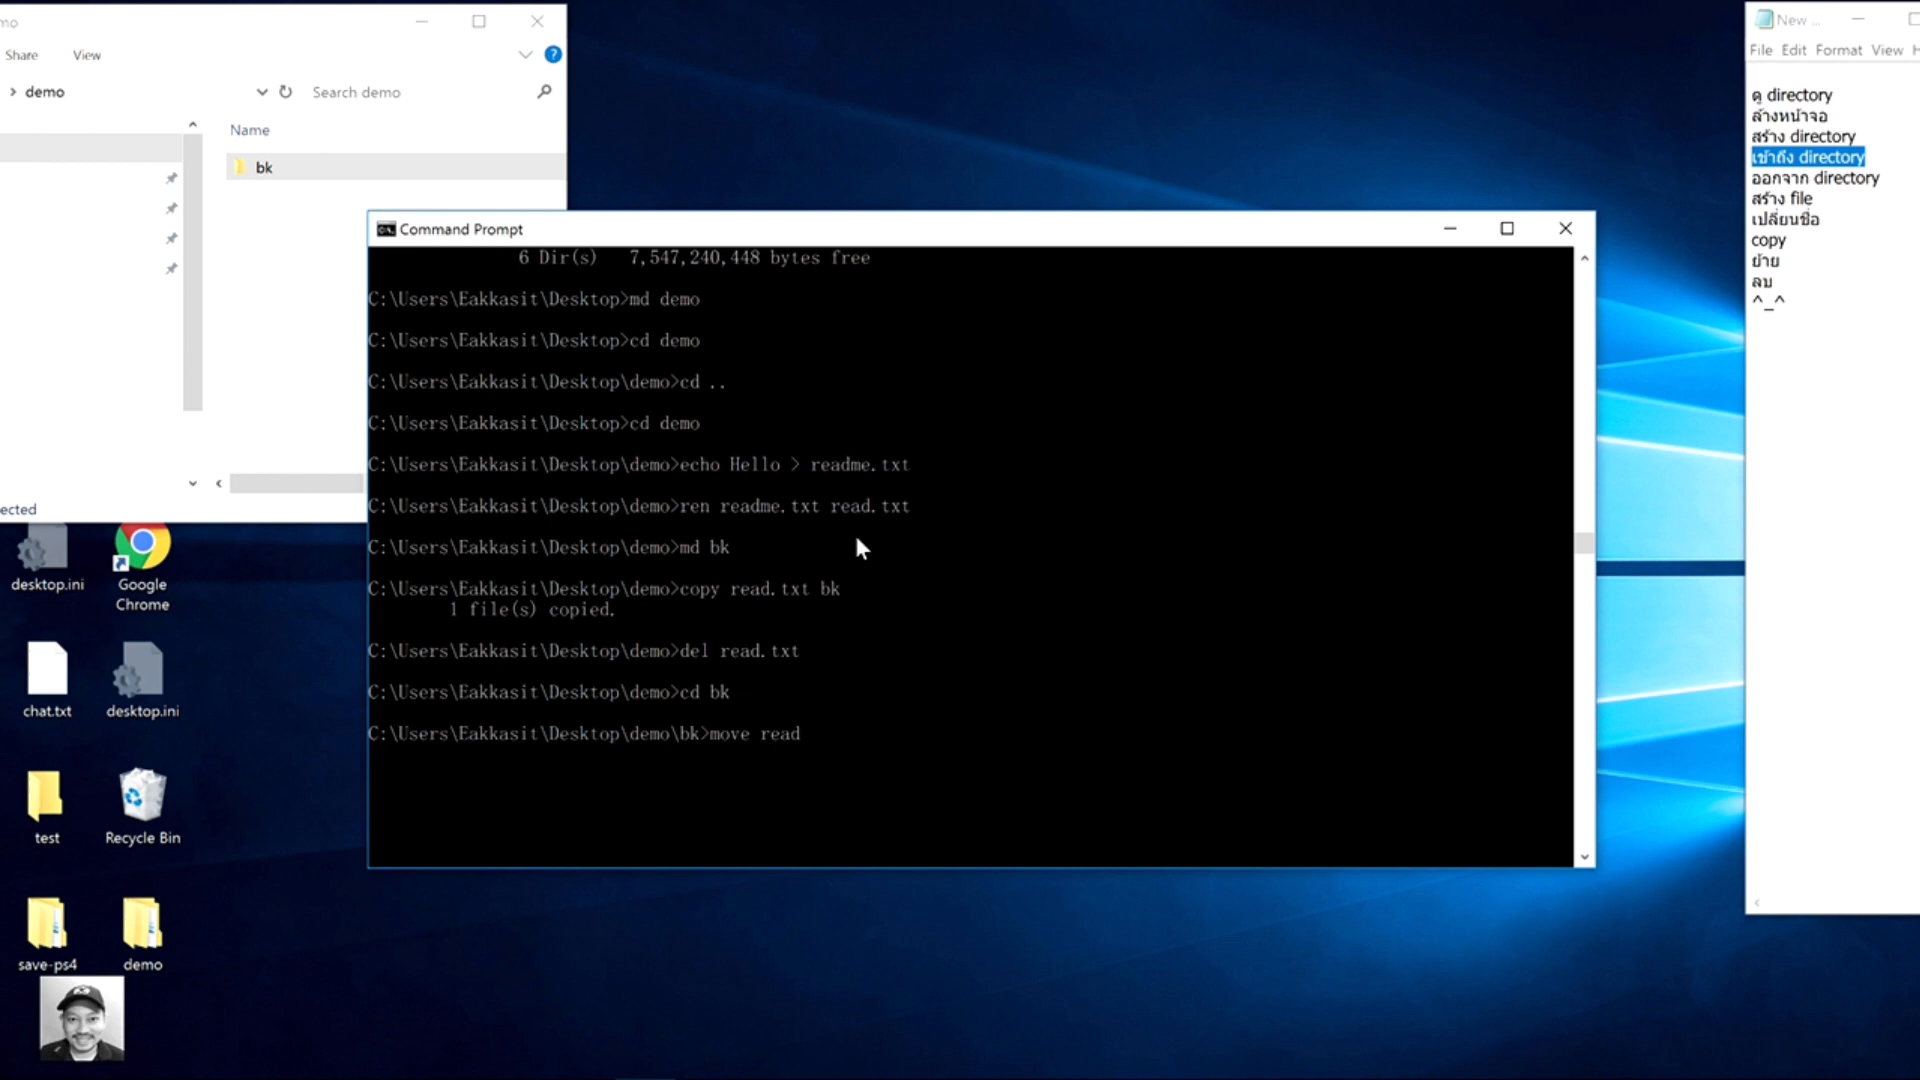 mo
Share View
demo
Search demo
Name
bk
ected
desktop.ini
Google
Chrome
chat.txt
desktop.ini
test
Recycle Bin
save-ps4
demo
Command Prompt
6 Dir(s) 7,547,240,448 bytes free
C:\Users\Eakkasit\Desktop>md demo
C:\Users\Eakkasit\Desktop>cd demo
C:\Users\Eakkasit\Desktop\demo>cd ..
C:\Users\Eakkasit\Desktop>cd demo
C:\Users\Eakkasit\Desktop\demo>echo Hello > readme.txt
C:\Users\Eakkasit\Desktop\demo>ren readme.txt read.txt
C:\Users\Eakkasit\Desktop\demo>md bk
C:\Users\Eakkasit\Desktop\demo>copy read.txt bk
1 file(s) copied.
C:\Users\Eakkasit\Desktop\demo>del read.txt
C:\Users\Eakkasit\Desktop\demo>cd bk
C:\Users\Eakkasit\Desktop\demo\bk>move read
New ..
File Edit Format View H
ดู directory
ล้างหน้าจอ
สร้าง directory
เข้าถึง directory
ออกจาก directory
สร้าง file
เปลี่ยนชื่อ
copy
ย้าย
ลบ
^_^